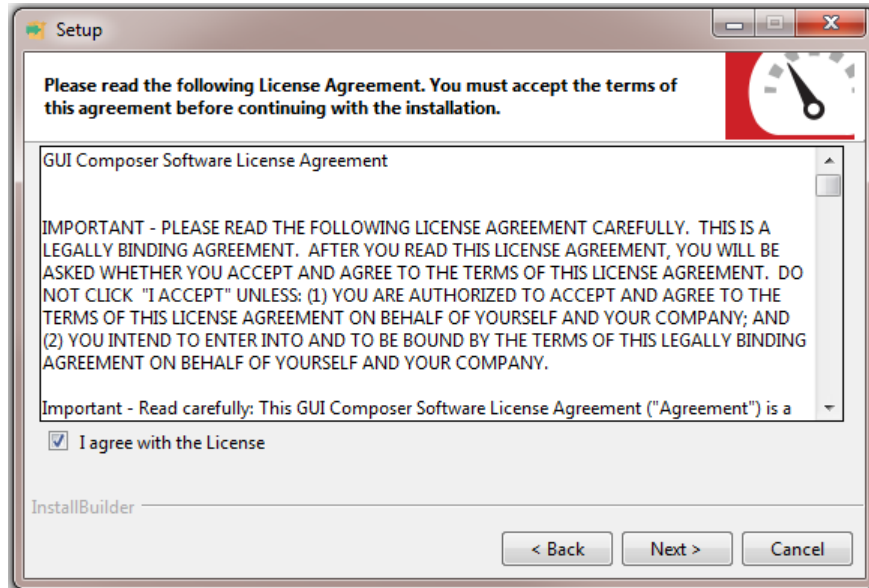 Setup
Please read the following License Agreement. You must accept the terms of
this agreement before continuing with the installation.
GUI Composer Software License Agreement
IMPORTANT - PLEASE READ THE FOLLOWING LICENSE AGREEMENT CAREFULLY.  THIS IS A
LEGALLY BINDING AGREEMENT.  AFTER YOU READ THIS LICENSE AGREEMENT, YOU WILL BE
ASKED WHETHER YOU ACCEPT AND AGREE TO THE TERMS OF THIS LICENSE AGREEMENT.  DO
NOT CLICK  "I ACCEPT" UNLESS: (1) YOU ARE AUTHORIZED TO ACCEPT AND AGREE TO THE
TERMS OF THIS LICENSE AGREEMENT ON BEHALF OF YOURSELF AND YOUR COMPANY; AND
(2) YOU INTEND TO ENTER INTO AND TO BE BOUND BY THE TERMS OF THIS LEGALLY BINDING
AGREEMENT ON BEHALF OF YOURSELF AND YOUR COMPANY.
Important - Read carefully: This GUI Composer Software License Agreement ("Agreement") is a
I agree with the License
InstallBuilder
< Back
Next >
Cancel